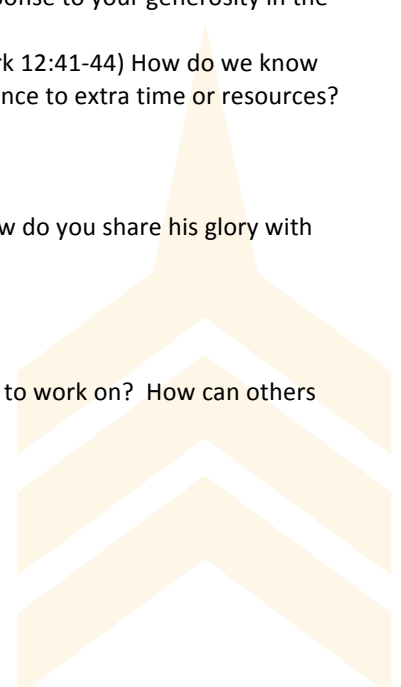 ponse to your generosity in the
rk 12:41-44) How do we know
nce to extra time or resources?
w do you share his glory with
to work on?  How can others